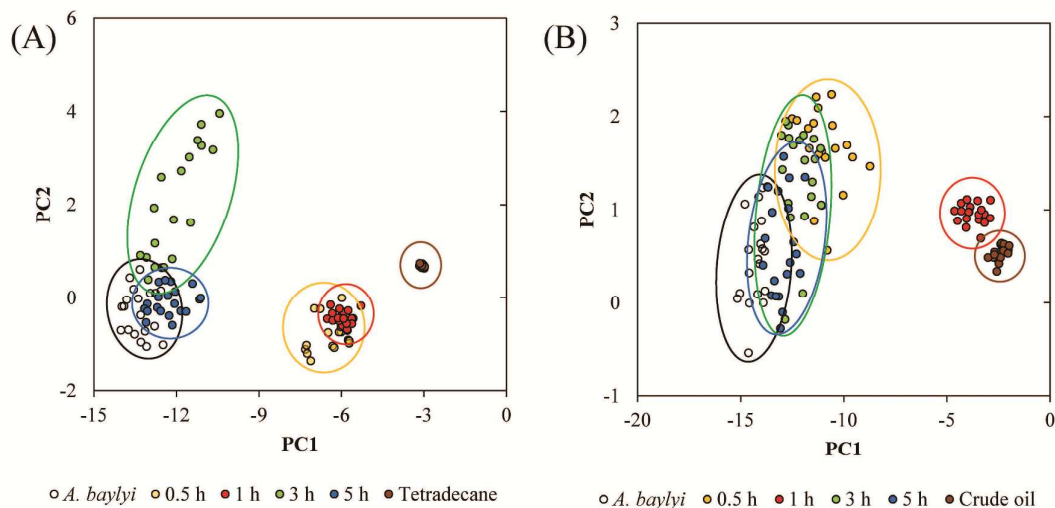 (A)
6
4
2
0
-2
PC2
-15 -12 -9 -6 -3 0
PC1
A. baylyi 0.5 h 1 h 3 h 5 h Tetradecane
(B)
3
2
1
0
-1
PC2
-20 -15 -10 -5 0
PC1
A. baylyi 0.5 h 1 h 3 h 5 h Crude oil